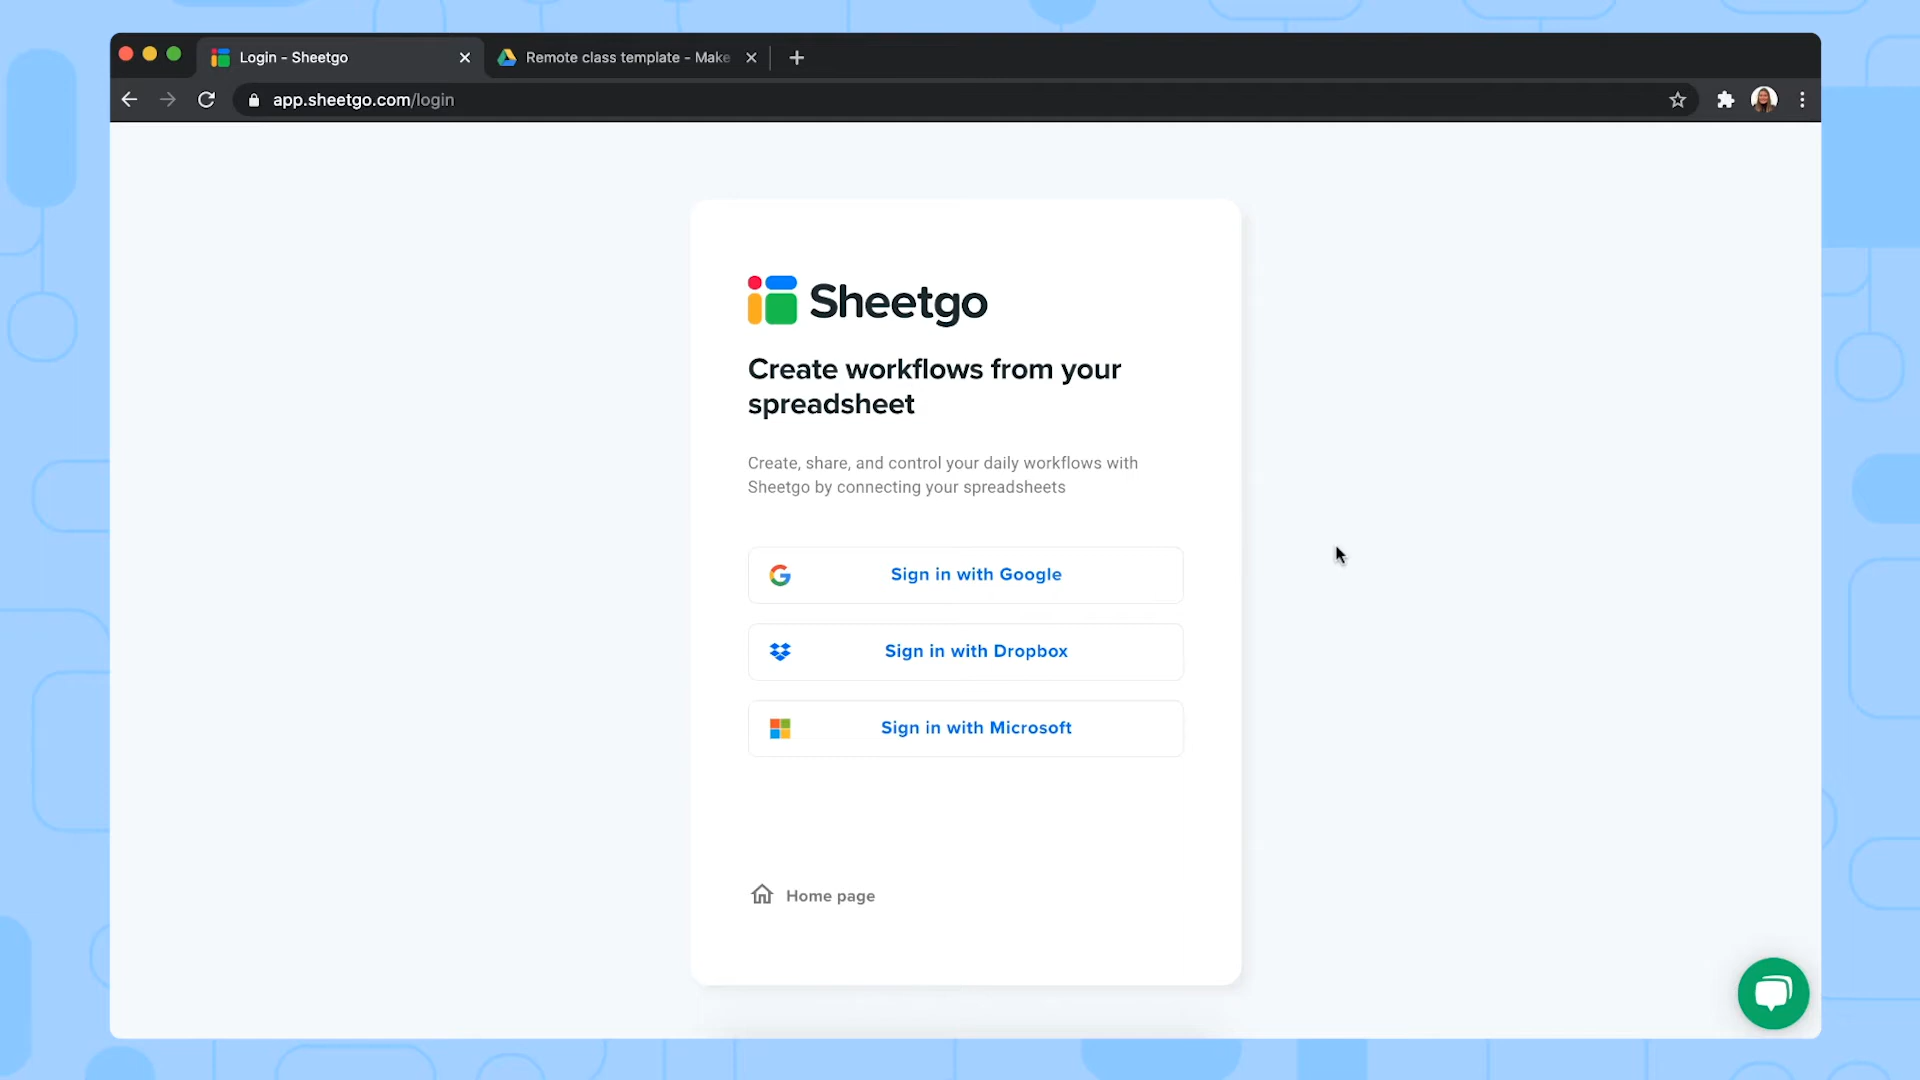 Login - Sheetgo
Remote class template - Make
app.sheetgo.com/login
Sheetgo
Create workflows from your
spreadsheet
Create, share, and control your daily workflows with
Sheetgo by connecting your spreadsheets
Sign in with Google
Sign in with Dropbox
Sign in with Microsoft
Home page